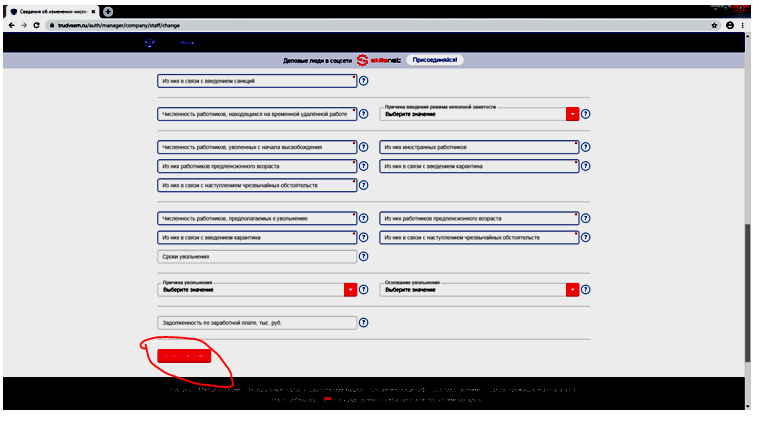 Сведения об изменении числе
trudvsem.ru/auth/manager/company/staff/change
Деловые люди в соцсети skillsnet Присоединяйся!
Из них в связи с введением санкций
Численность работников, находящихся на временной удалённой работе
Причина введения режима неполной занятости
Выберите значение
Численность работников, уволенных с начала высвобождения
Из них иностранных работников
Из них работников предпенсионного возраста
Из них в связи с введением карантина
Из них в связи с наступлением чрезвычайных обстоятельств
Численность работников, предполагаемых к увольнению
Из них работников предпенсионного возраста
Из них в связи с введением карантина
Из них в связи с наступлением чрезвычайных обстоятельств
Сроки увольнения
Причина увольнения
Выберите значение
Основание увольнения
Выберите значение
Задолженность по заработной плате, тыс. руб.